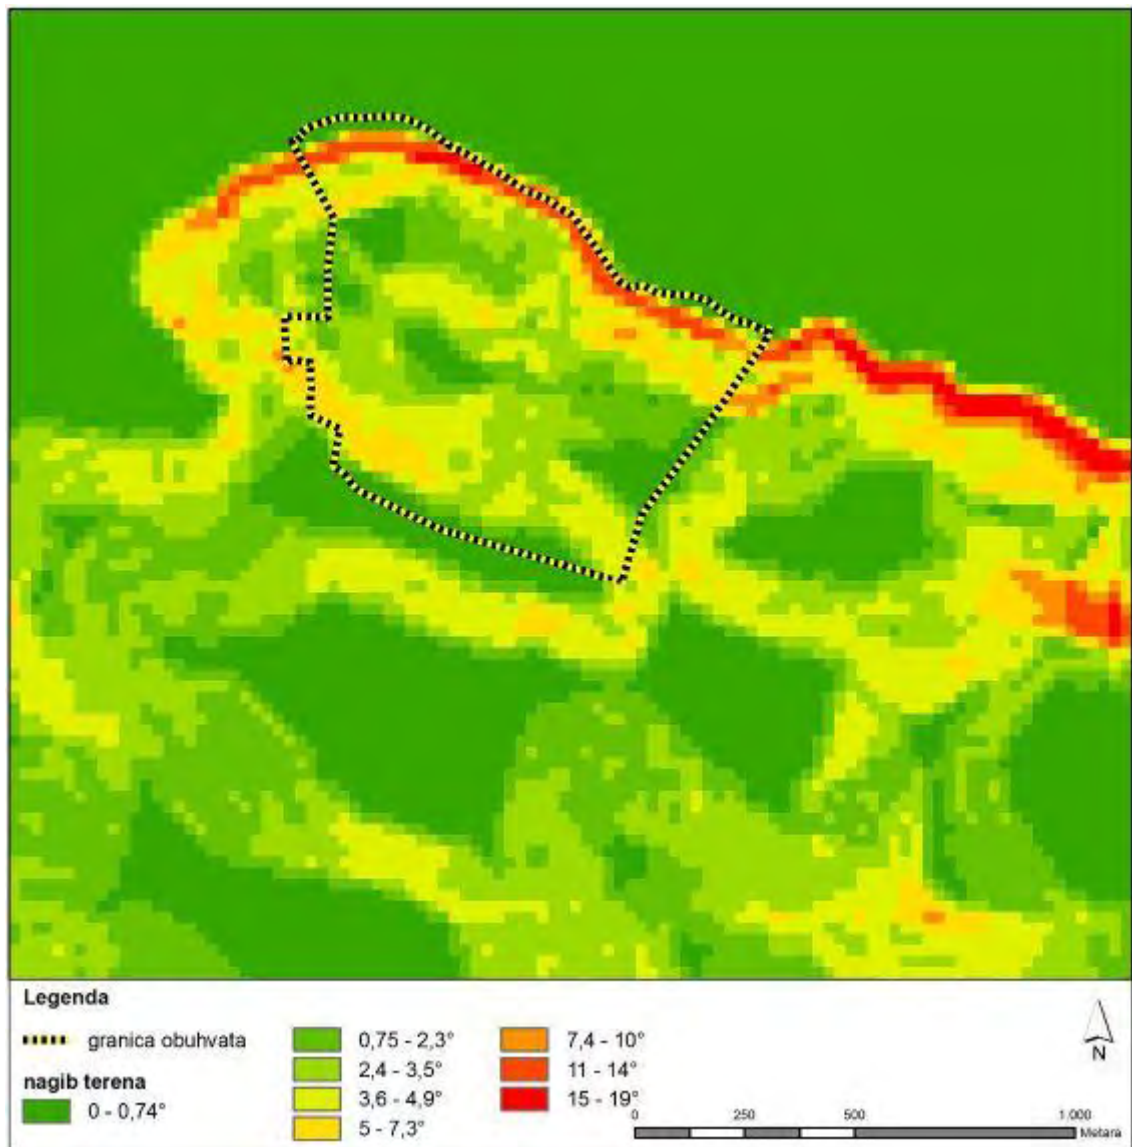 Legenda
granica obuhvata
nagib terena
0 - 0,74°
0,75 - 2,3°
2,4 - 3,5°
3,6 - 4,9°
5 - 7,3°
7,4 - 10°
11 - 14°
15 - 19°
N
0 250 500 1.000
Metara